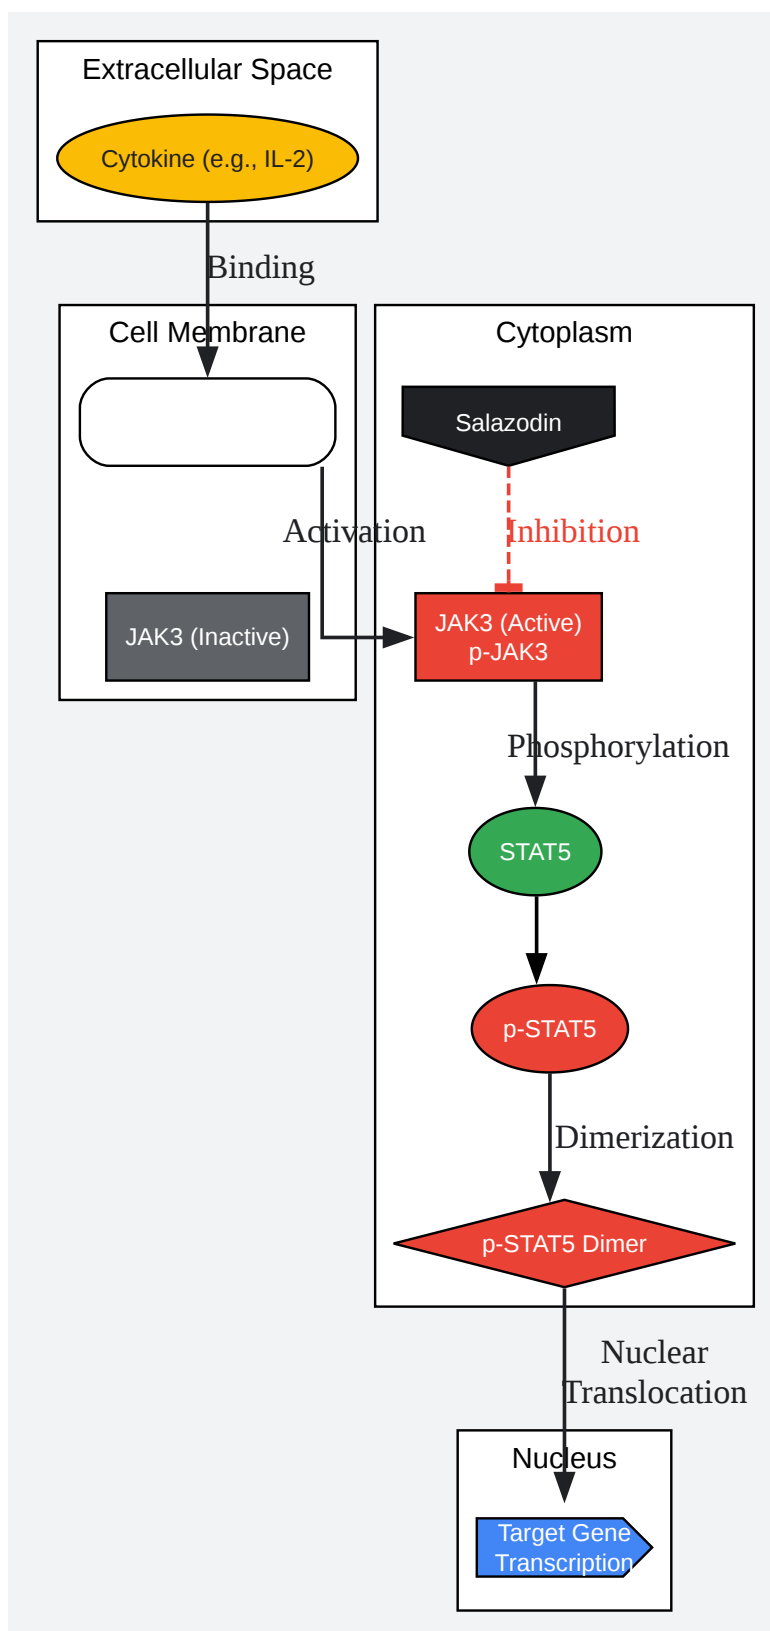 Extracellular Space
Cytokine (e.g., IL-2)
Binding
Cell Membrane
Cytoplasm
Salazodin
Activation
Inhibition
JAK3 (Inactive)
JAK3 (Active)
p-JAK3
Phosphorylation
STAT5
p-STAT5
Dimerization
p-STAT5 Dimer
Nuclear
Translocation
Nucleus
Target Gene
Transcription